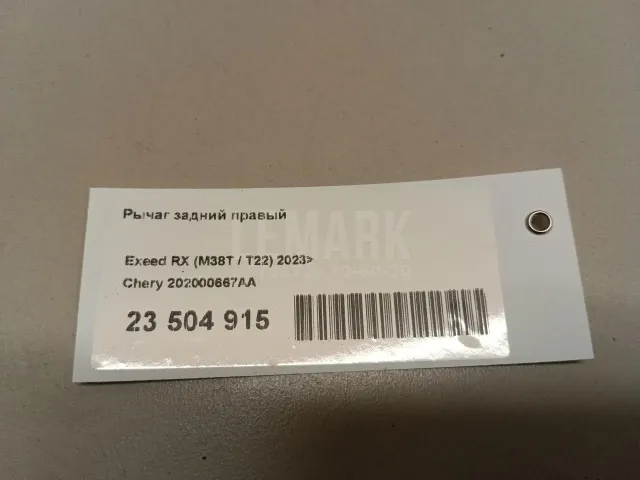 Рычаг задний правый
LEMARK
Exeed RX (M38T / T22) 2023>
Chery 202000667AA
23 504 915